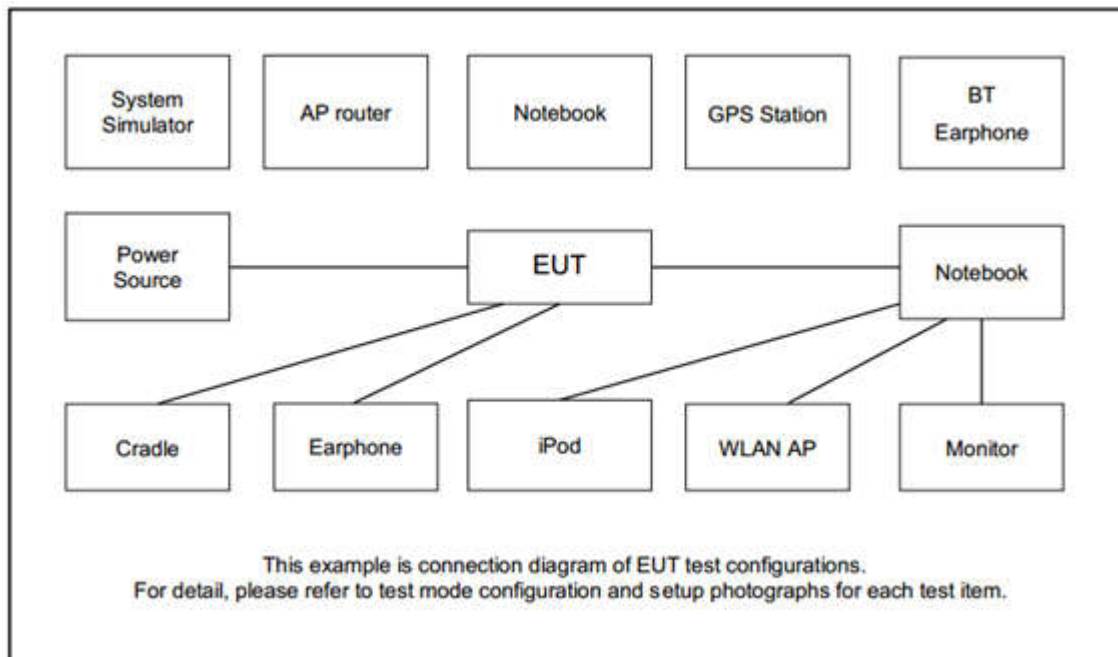 System
Simulator
AP router
Notebook
GPS Station
BT
Earphone
Power
Source
EUT
Notebook
Cradle
Earphone
iPod
WLAN AP
Monitor
This example is connection diagram of EUT test configurations.
For detail, please refer to test mode configuration and setup photographs for each test item.